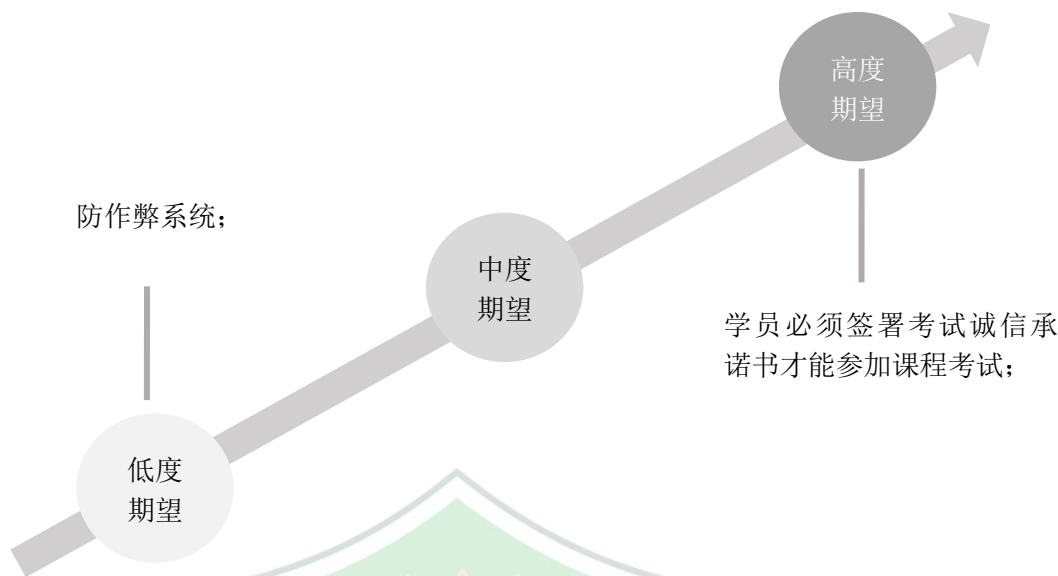 高度
期望
防作弊系统；
中度
期望
学员必须签署考试诚信承
诺书才能参加课程考试；
低度
期望